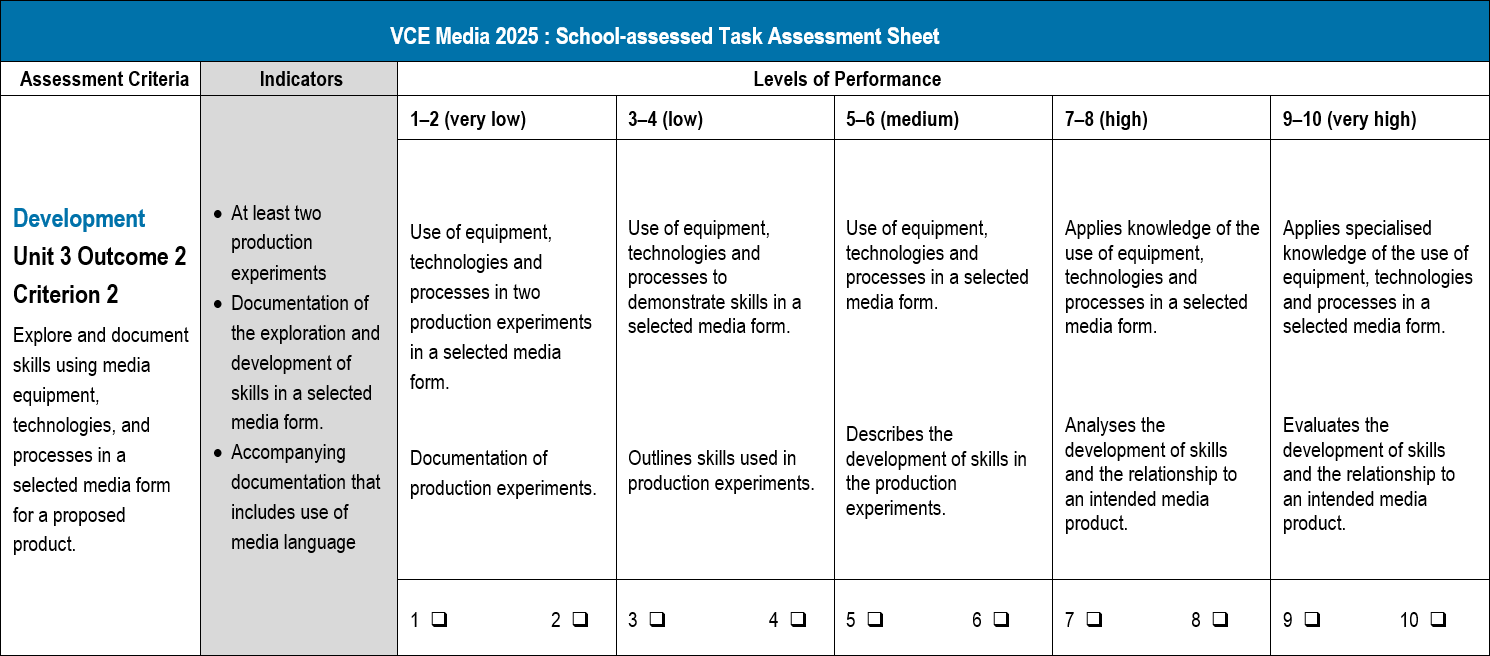 VCE Media 2025 : School-assessed Task Assessment Sheet
Assessment Criteria
Indicators
Levels of Performance
1–2 (very low)
3–4 (low)
5–6 (medium)
7–8 (high)
9–10 (very high)
Development
Unit 3 Outcome 2
Criterion 2
Explore and document
skills using media
equipment,
technologies, and
processes in a
selected media form
for a proposed
product.
• At least two
production
experiments
• Documentation of
the exploration and
development of
skills in a selected
media form.
• Accompanying
documentation that
includes use of
media language
Use of equipment,
technologies and
processes in two
production experiments
in a selected media
form.
Documentation of
production experiments.
Use of equipment,
technologies and
processes to
demonstrate skills in a
selected media form.
Outlines skills used in
production experiments.
Use of equipment,
technologies and
processes in a selected
media form.
Describes the
development of skills in
the production
experiments.
Applies knowledge of the
use of equipment,
technologies and
processes in a selected
media form.
Analyses the
development of skills
and the relationship to
an intended media
product.
Applies specialised
knowledge of the use of
equipment, technologies
and processes in a
selected media form.
Evaluates the
development of skills
and the relationship to
an intended media
product.
1 ❑ 2 ❑
3 ❑ 4 ❑
5 ❑ 6 ❑
7 ❑ 8 ❑
9 ❑ 10 ❑